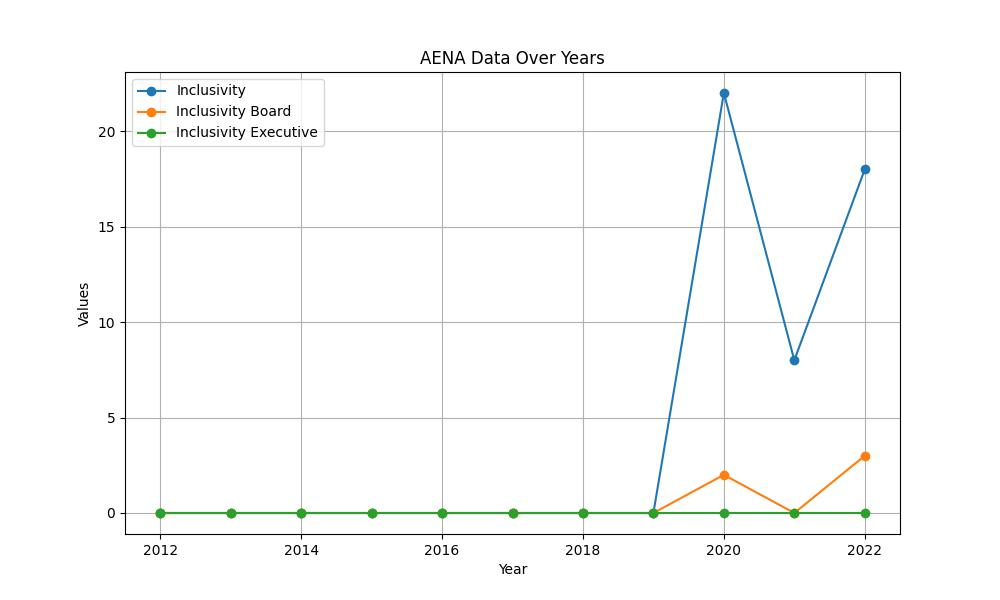 AENA Data Over Years
Inclusivity
Inclusivity Board
Inclusivity Executive
Values
20
15
10
5
0
2012 2014 2016 2018 2020 2022
Year